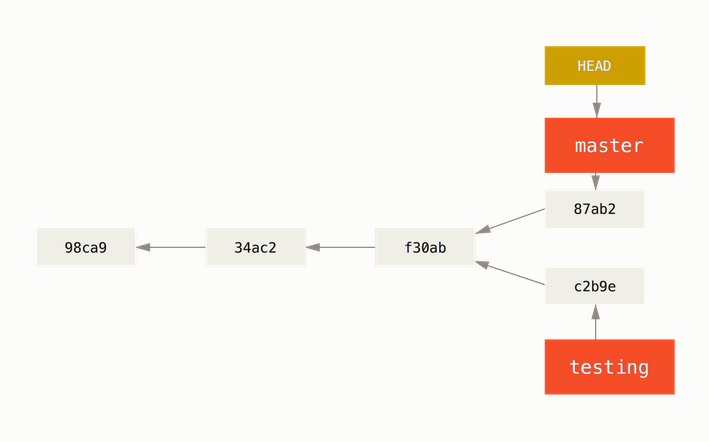 HEAD
master
87ab2
98ca9
34ac2
f30ab
c2b9e
testing